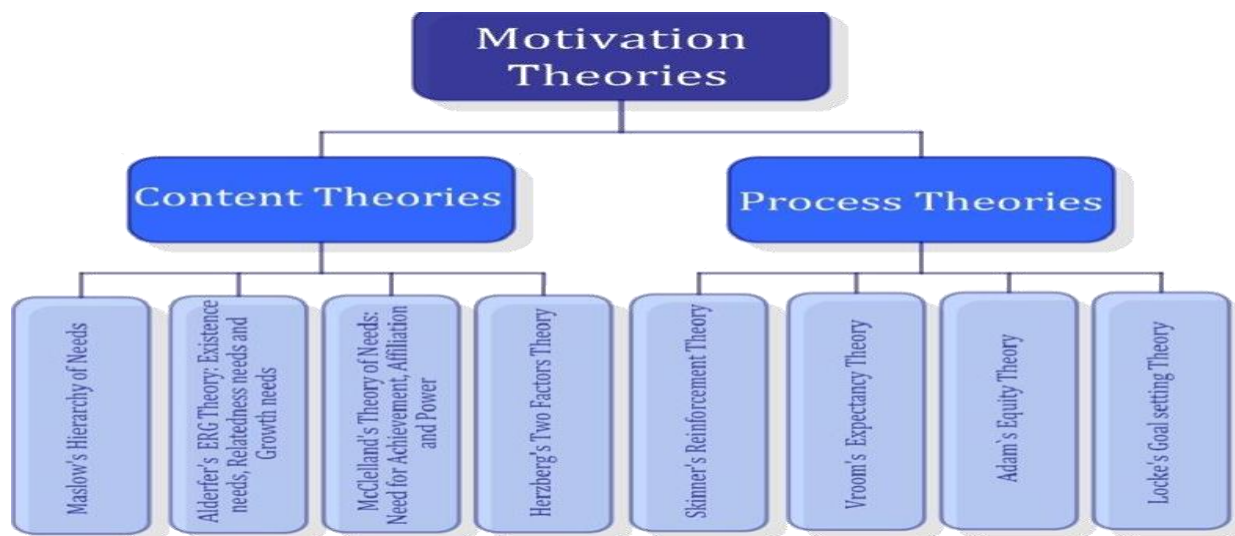 Motivation
Theories
Content Theories
Process Theories
Maslow's Hierarchy of Needs
Alderfer's ERG Theory: Existence
needs, Relatedness needs and
Growth needs
McClelland's Theory of Needs:
Need for Achievement, Affiliation
and Power
Herzberg's Two Factors Theory
Skinner's Reinforcement Theory
Vroom's Expectancy Theory
Adam`s Equity Theory
Locke's Goal setting Theory